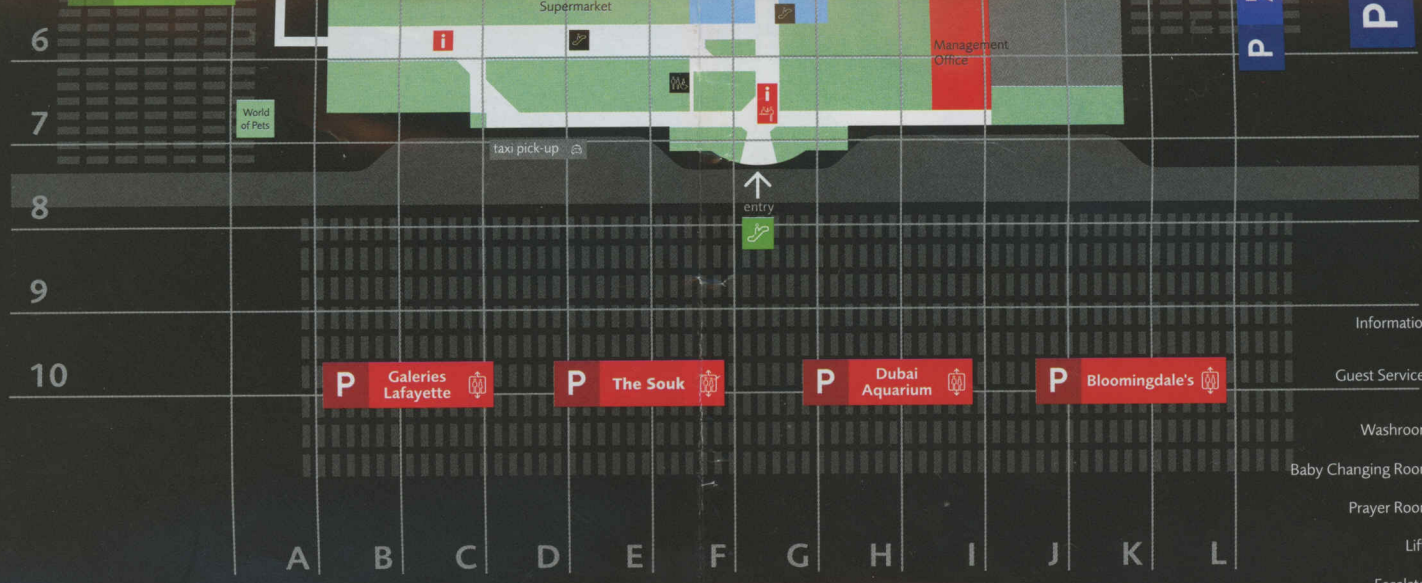 Supermarket
6
i
Management
Office
P
P
World
of Pets
i
7
taxi pick-up
8
entry
9
Informatio
10
P
Galeries
Lafayette
P
The Souk
P
Dubai
Aquarium
P
Bloomingdale's
Guest Service
Washroo
Baby Changing Roo
Prayer Roo
Lif
A B C D E F G H I J K L